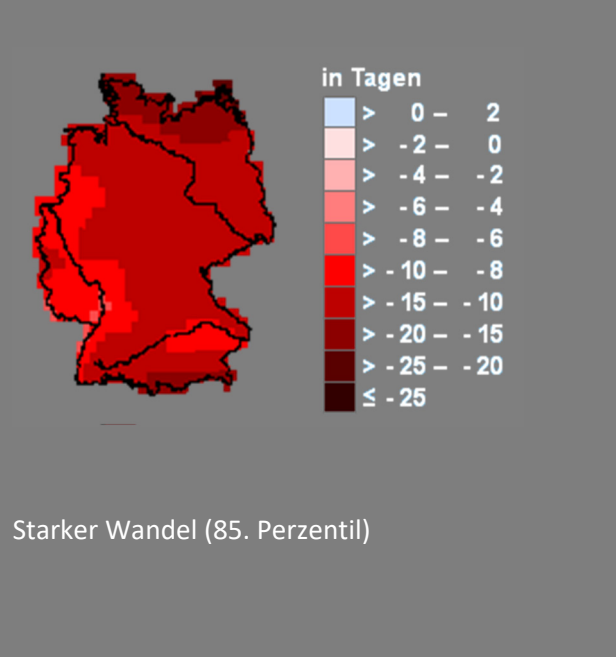 in Tagen
> 0 – 2
> - 2 – 0
> - 4 – - 2
> - 6 – - 4
> - 8 – - 6
> - 10 – - 8
> - 15 – - 10
> - 20 – - 15
> - 25 – - 20
≤ - 25
Starker Wandel (85. Perzentil)